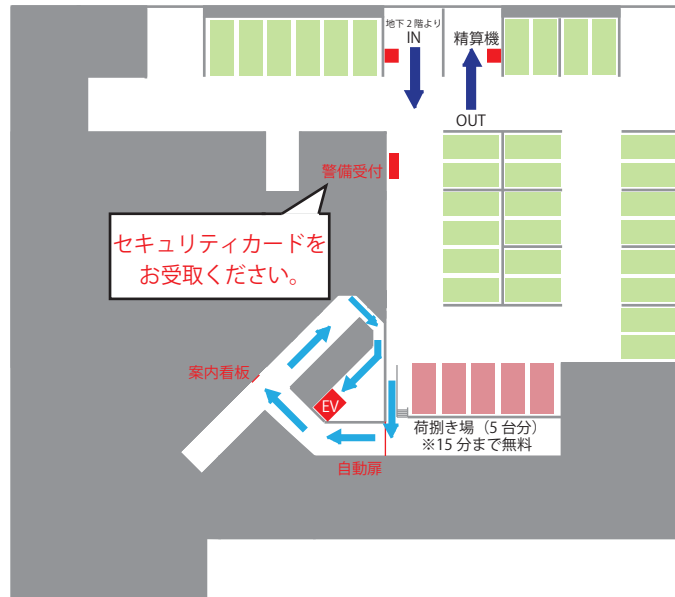 地下２階より
IN
精算機
OUT
警備受付
セキュリティカードを
お受取ください。
案内看板
EV
荷捌き場（５台分）
※15 分まで無料
自動扉